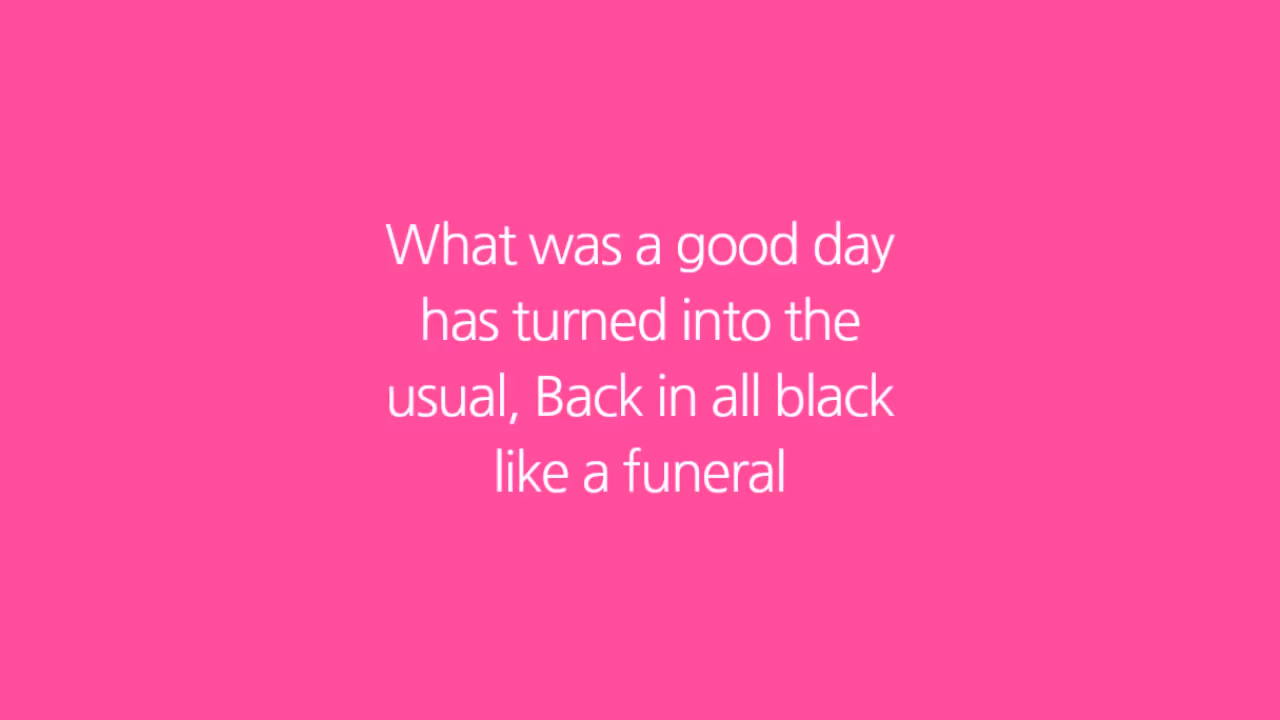 What was a good day
has turned into the
usual, Back in all black
like a funeral